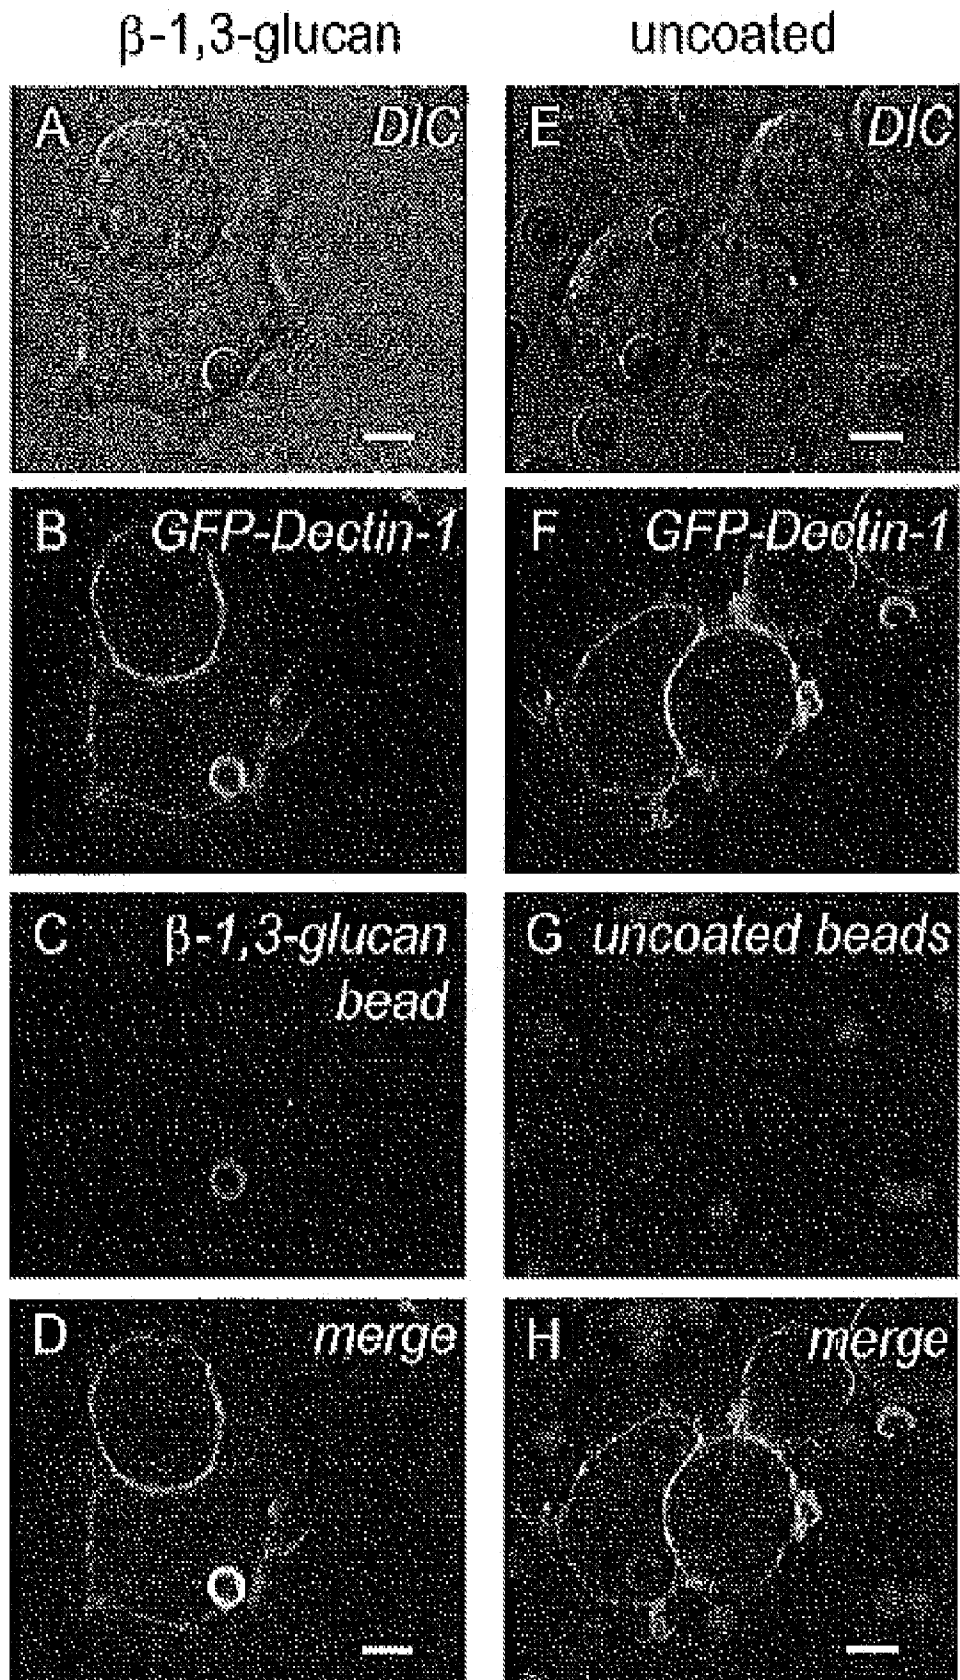 β-1,3-glucan
uncoated
A DIC
E DIC
B GFP-Dectin-1
F GFP-Dectin-1
C β-1,3-glucan
bead
G uncoated beads
D merge
H merge